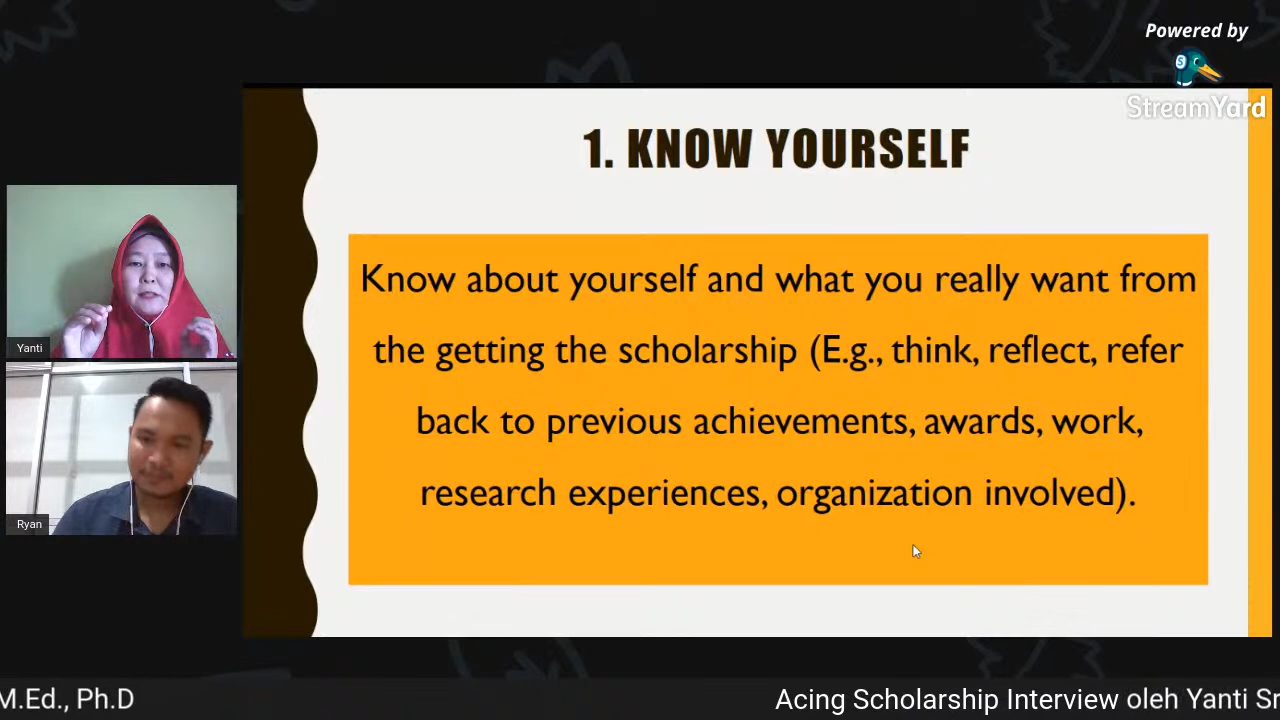 Powered by
StreamYard
1. KNOW YOURSELF
Know about yourself and what you really want from
the getting the scholarship (E.g., think, reflect, refer
back to previous achievements, awards, work,
research experiences, organization involved).
Yanti
Ryan
M.Ed., Ph.D
Acing Scholarship Interview oleh Yanti